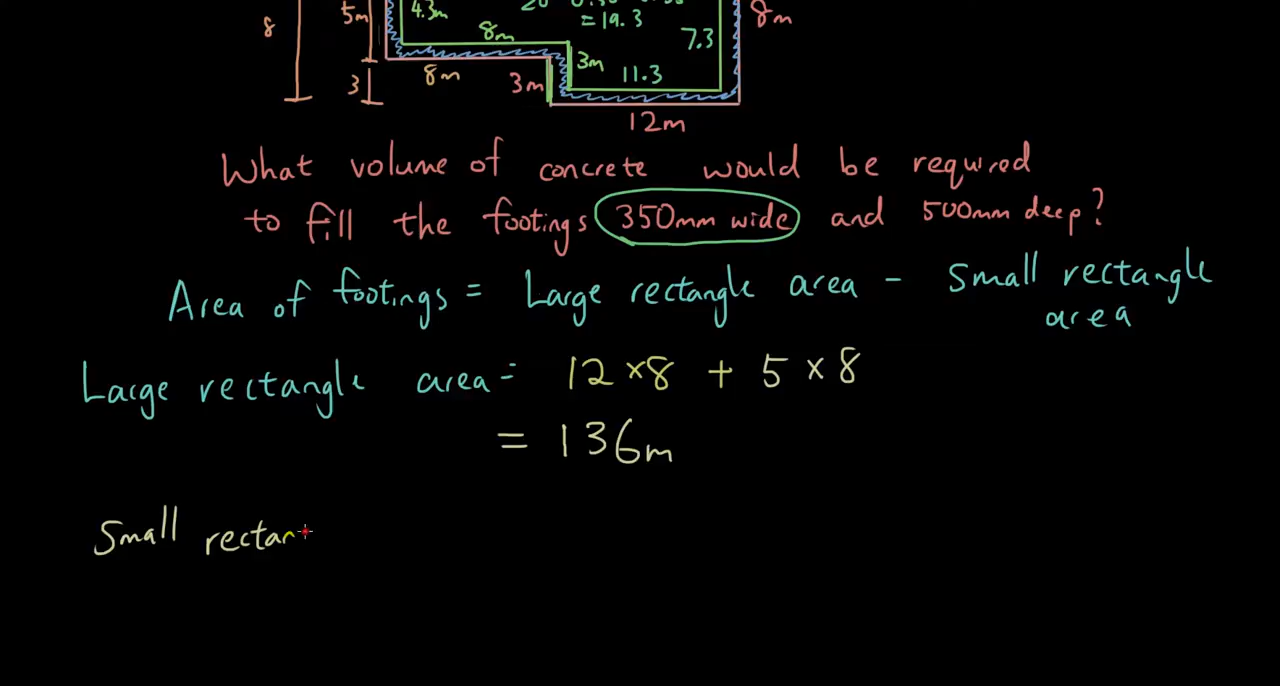 8 5m 4.3m 8m = 19.3 7.3 8m
3 8m 3m 3m 11.3
12m
What volume of concrete would be required
to fill the footings 350mm wide and 500mm deep?
Area of footings = Large rectangle area - Small rectangle
area
Large rectangle area = 12 × 8 + 5 × 8
= 136m
Small rectan